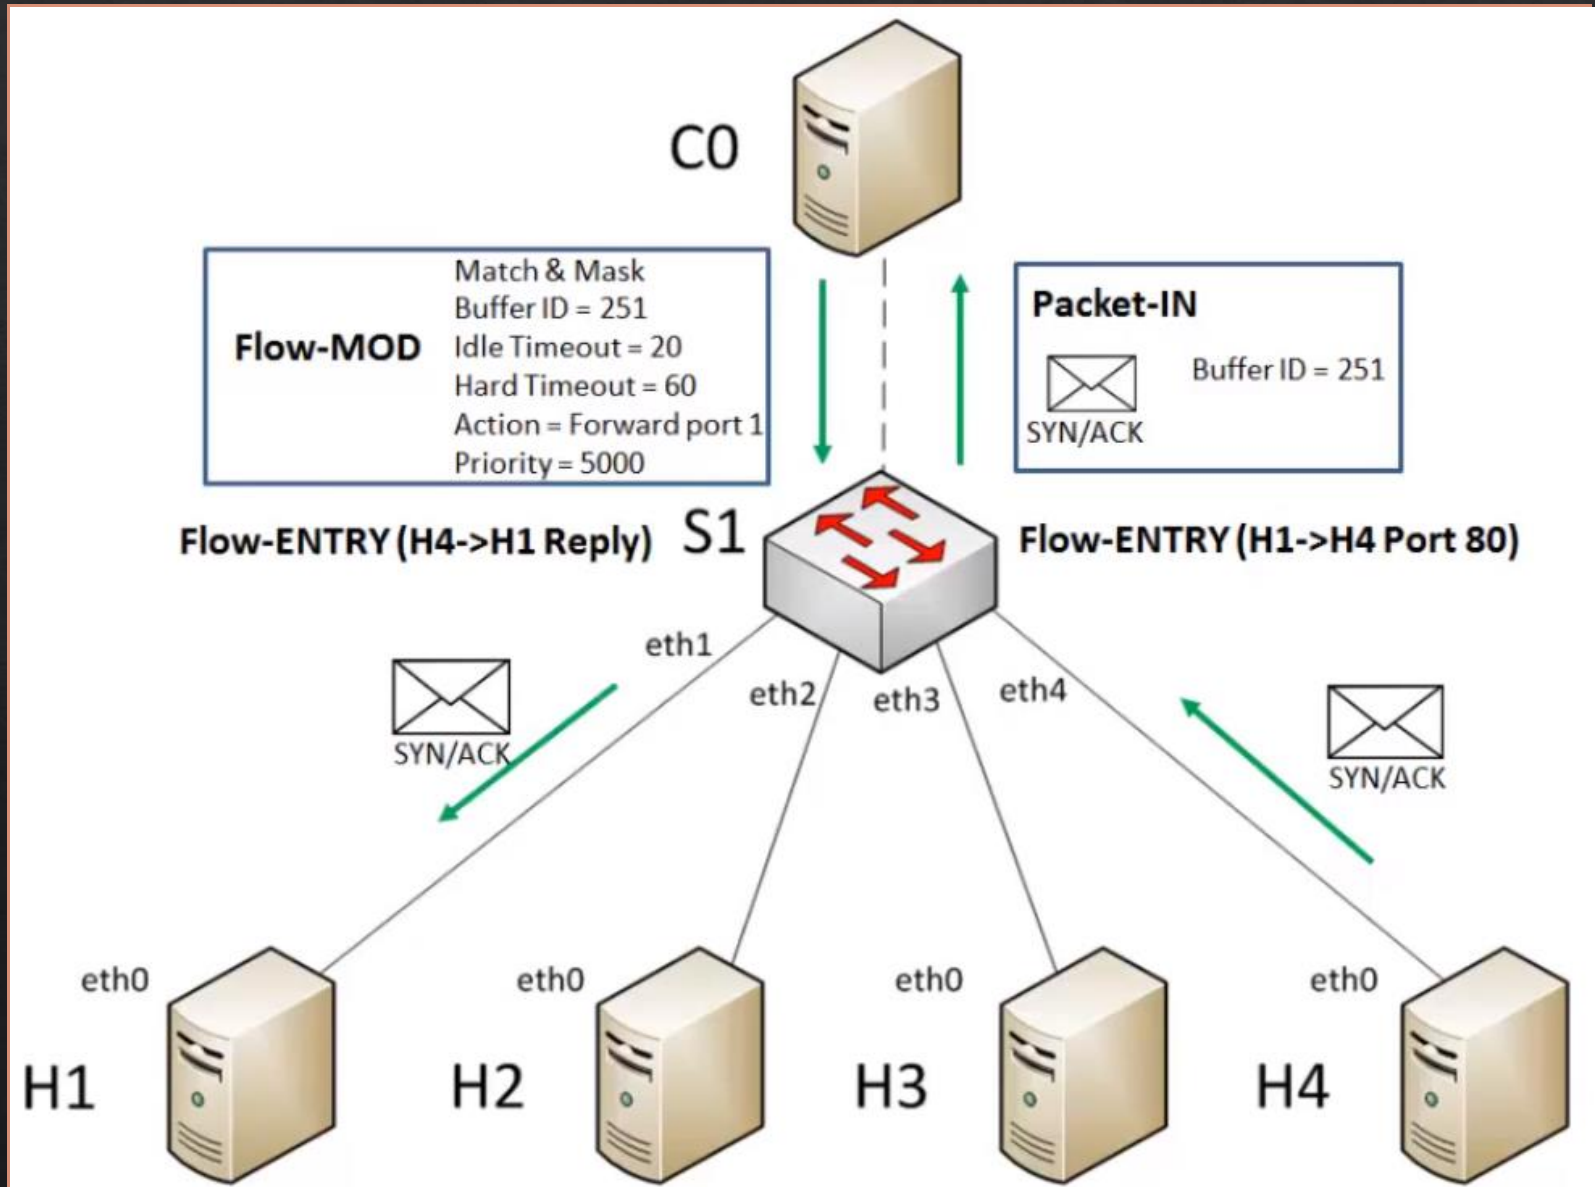 C0
Match & Mask
Buffer ID = 251
Flow-MOD
Idle Timeout = 20
Hard Timeout = 60
Action = Forward port 1
Priority = 5000
Packet-IN
Buffer ID = 251
SYN/ACK
Flow-ENTRY (H4->H1 Reply)
S1
Flow-ENTRY (H1->H4 Port 80)
eth1
eth2
eth3
eth4
SYN/ACK
SYN/ACK
eth0
eth0
eth0
eth0
H1
H2
H3
H4